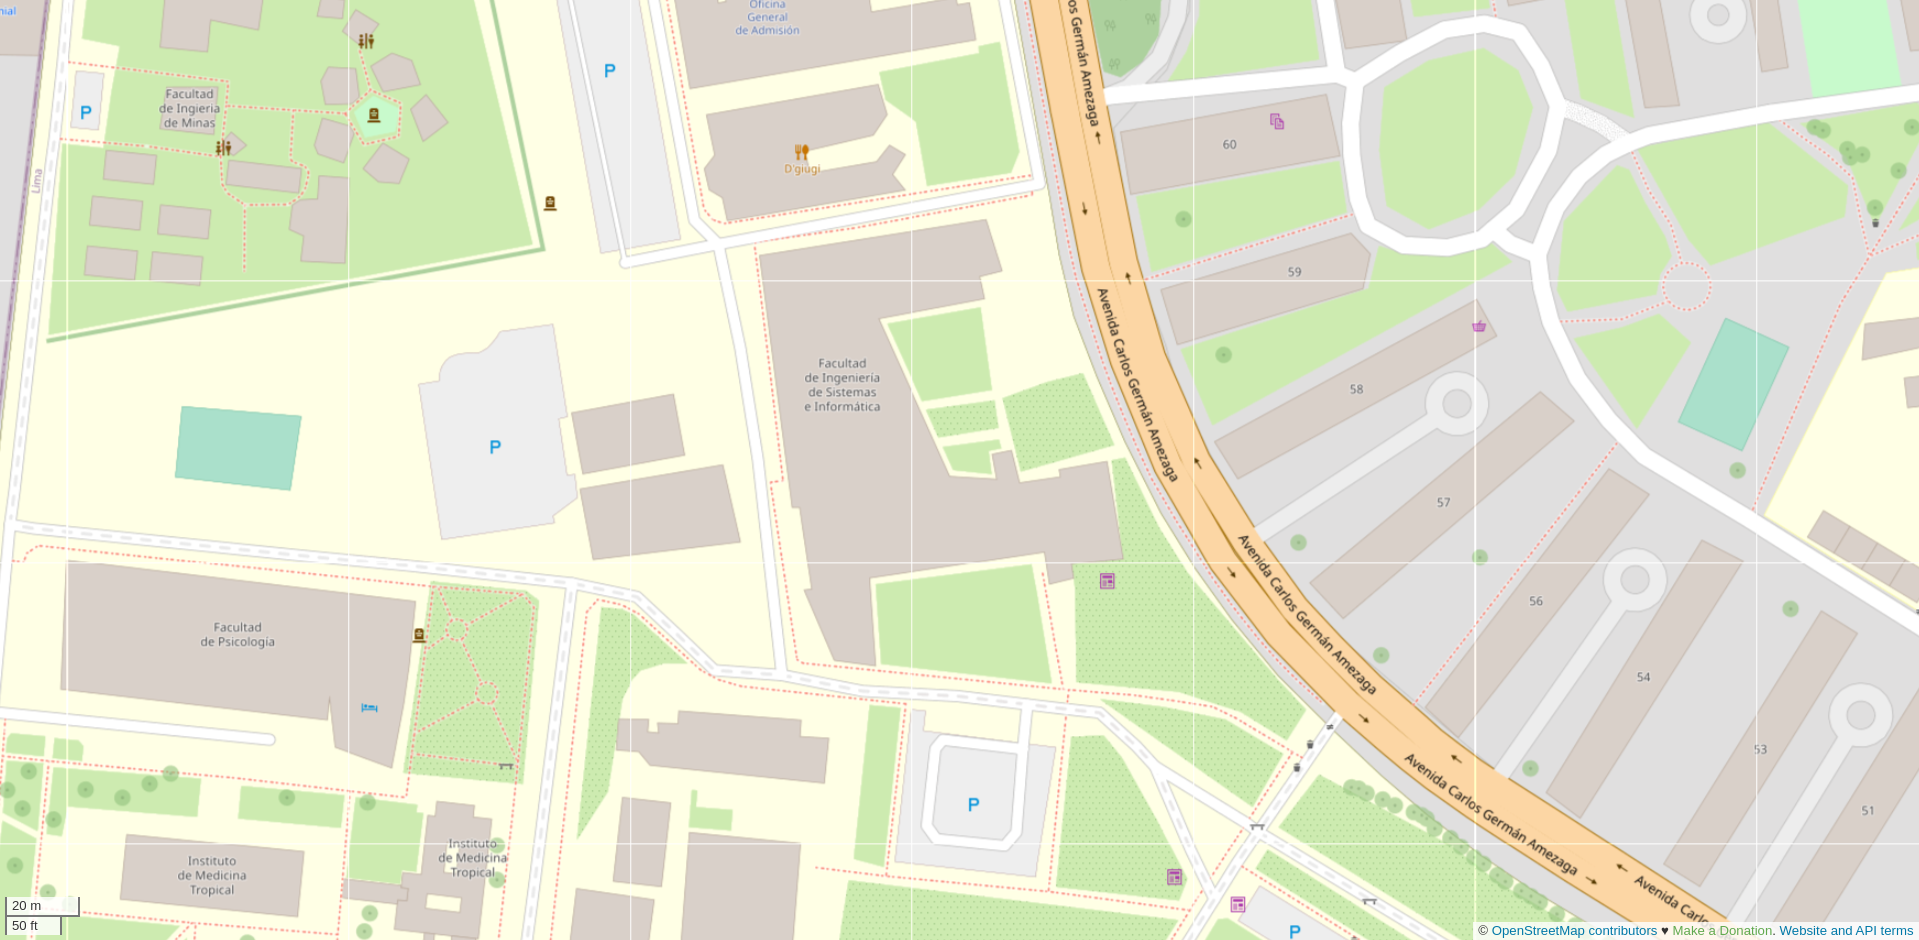 nial
Oficina
General
de Admisión
os Germán Amezaga
P
P
Facultad
de Ingieria
de Minas
60
D'giugi
Lima
59
Avenida Carlos Germán Amezaga
Facultad
de Ingeniería
de Sistemas
e Informática
58
P
57
Avenida Carlos Germán Amezaga
56
Facultad
de Psicología
54
53
Avenida Carlos Germán Amezaga
P
51
Instituto
de Medicina
Tropical
Instituto
de Medicina
Tropical
Avenida Carlo
P
20 m
50 ft
© OpenStreetMap contributors ♥ Make a Donation. Website and API terms